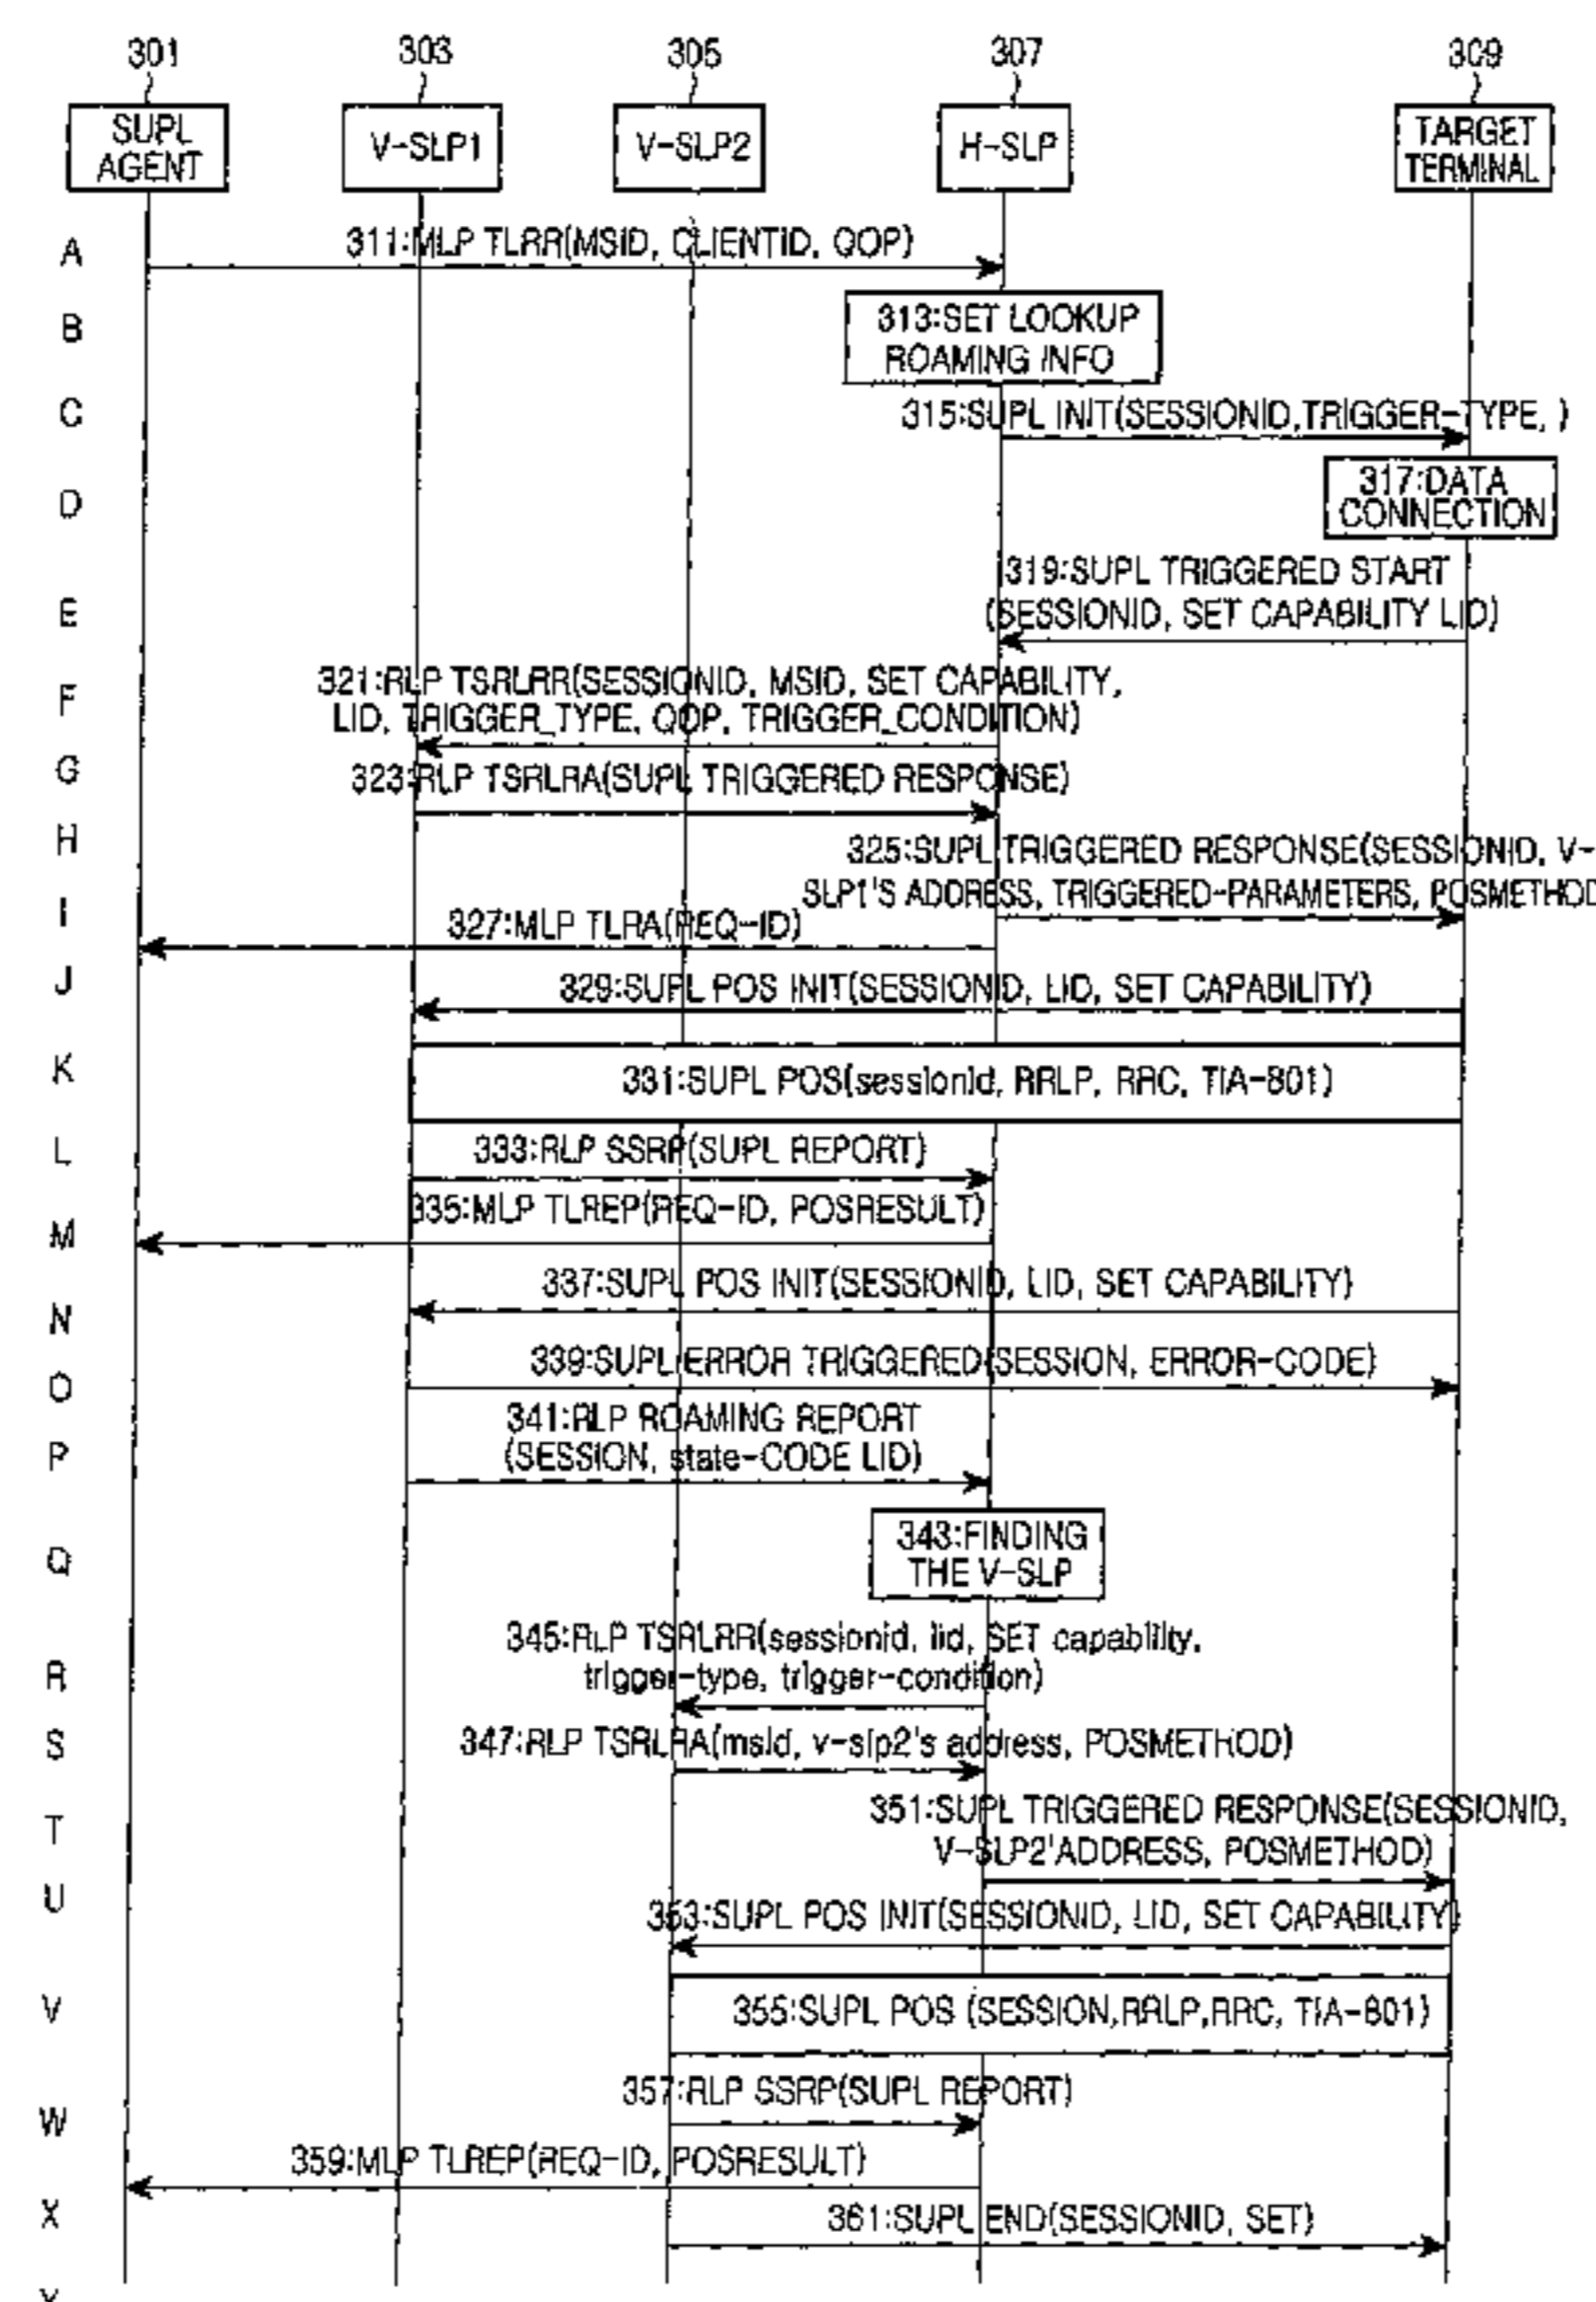 301
303
305
307
309
SUPL
AGENT
V-SLP1
V-SLP2
H-SLP
TARGET
TERMINAL
A
311:MLP TLRR(MSID, CLIENTID, QOP)
B
313:SET LOOKUP
ROAMING INFO
C
315:SUPL INIT(SESSIONID,TRIGGER-TYPE, )
D
317:DATA
CONNECTION
319:SUPL TRIGGERED START
E
(SESSIONID, SET CAPABILITY LID)
321:RLP TSRLRR(SESSIONID, MSID, SET CAPABILITY,
F
LID, TRIGGER_TYPE, QOP, TRIGGER_CONDITION)
G
323:RLP TSRLRA(SUPL TRIGGERED RESPONSE)
H
325:SUPL TRIGGERED RESPONSE(SESSIONID, V-
SLP1'S ADDRESS, TRIGGERED-PARAMETERS, POSMETHOD
I
327:MLP TLRA(REQ-ID)
J
329:SUPL POS INIT(SESSIONID, LID, SET CAPABILITY)
K
331:SUPL POS(sessionid, RRLP, RRC, TIA-801)
L
333:RLP SSRP(SUPL REPORT)
335:MLP TLREP(REQ-ID, POSRESULT)
M
337:SUPL POS INIT(SESSIONID, LID, SET CAPABILITY)
N
339:SUPL ERROR TRIGGERED(SESSION, ERROR-CODE)
O
341:RLP ROAMING REPORT
P
(SESSION, state-CODE LID)
343:FINDING
THE V-SLP
Q
345:RLP TSRLRR(sessionid, lid, SET capability,
R
trigger-type, trigger-condition)
S
347:RLP TSRLRA(msid, v-slp2's address, POSMETHOD)
351:SUPL TRIGGERED RESPONSE(SESSIONID,
T
V-SLP2'ADDRESS, POSMETHOD)
U
353:SUPL POS INIT(SESSIONID, LID, SET CAPABILITY)
V
355:SUPL POS (SESSION,RRLP,RRC, TIA-801)
357:RLP SSRP(SUPL REPORT)
W
359:MLP TLREP(REQ-ID, POSRESULT)
X
361:SUPL END(SESSIONID, SET)